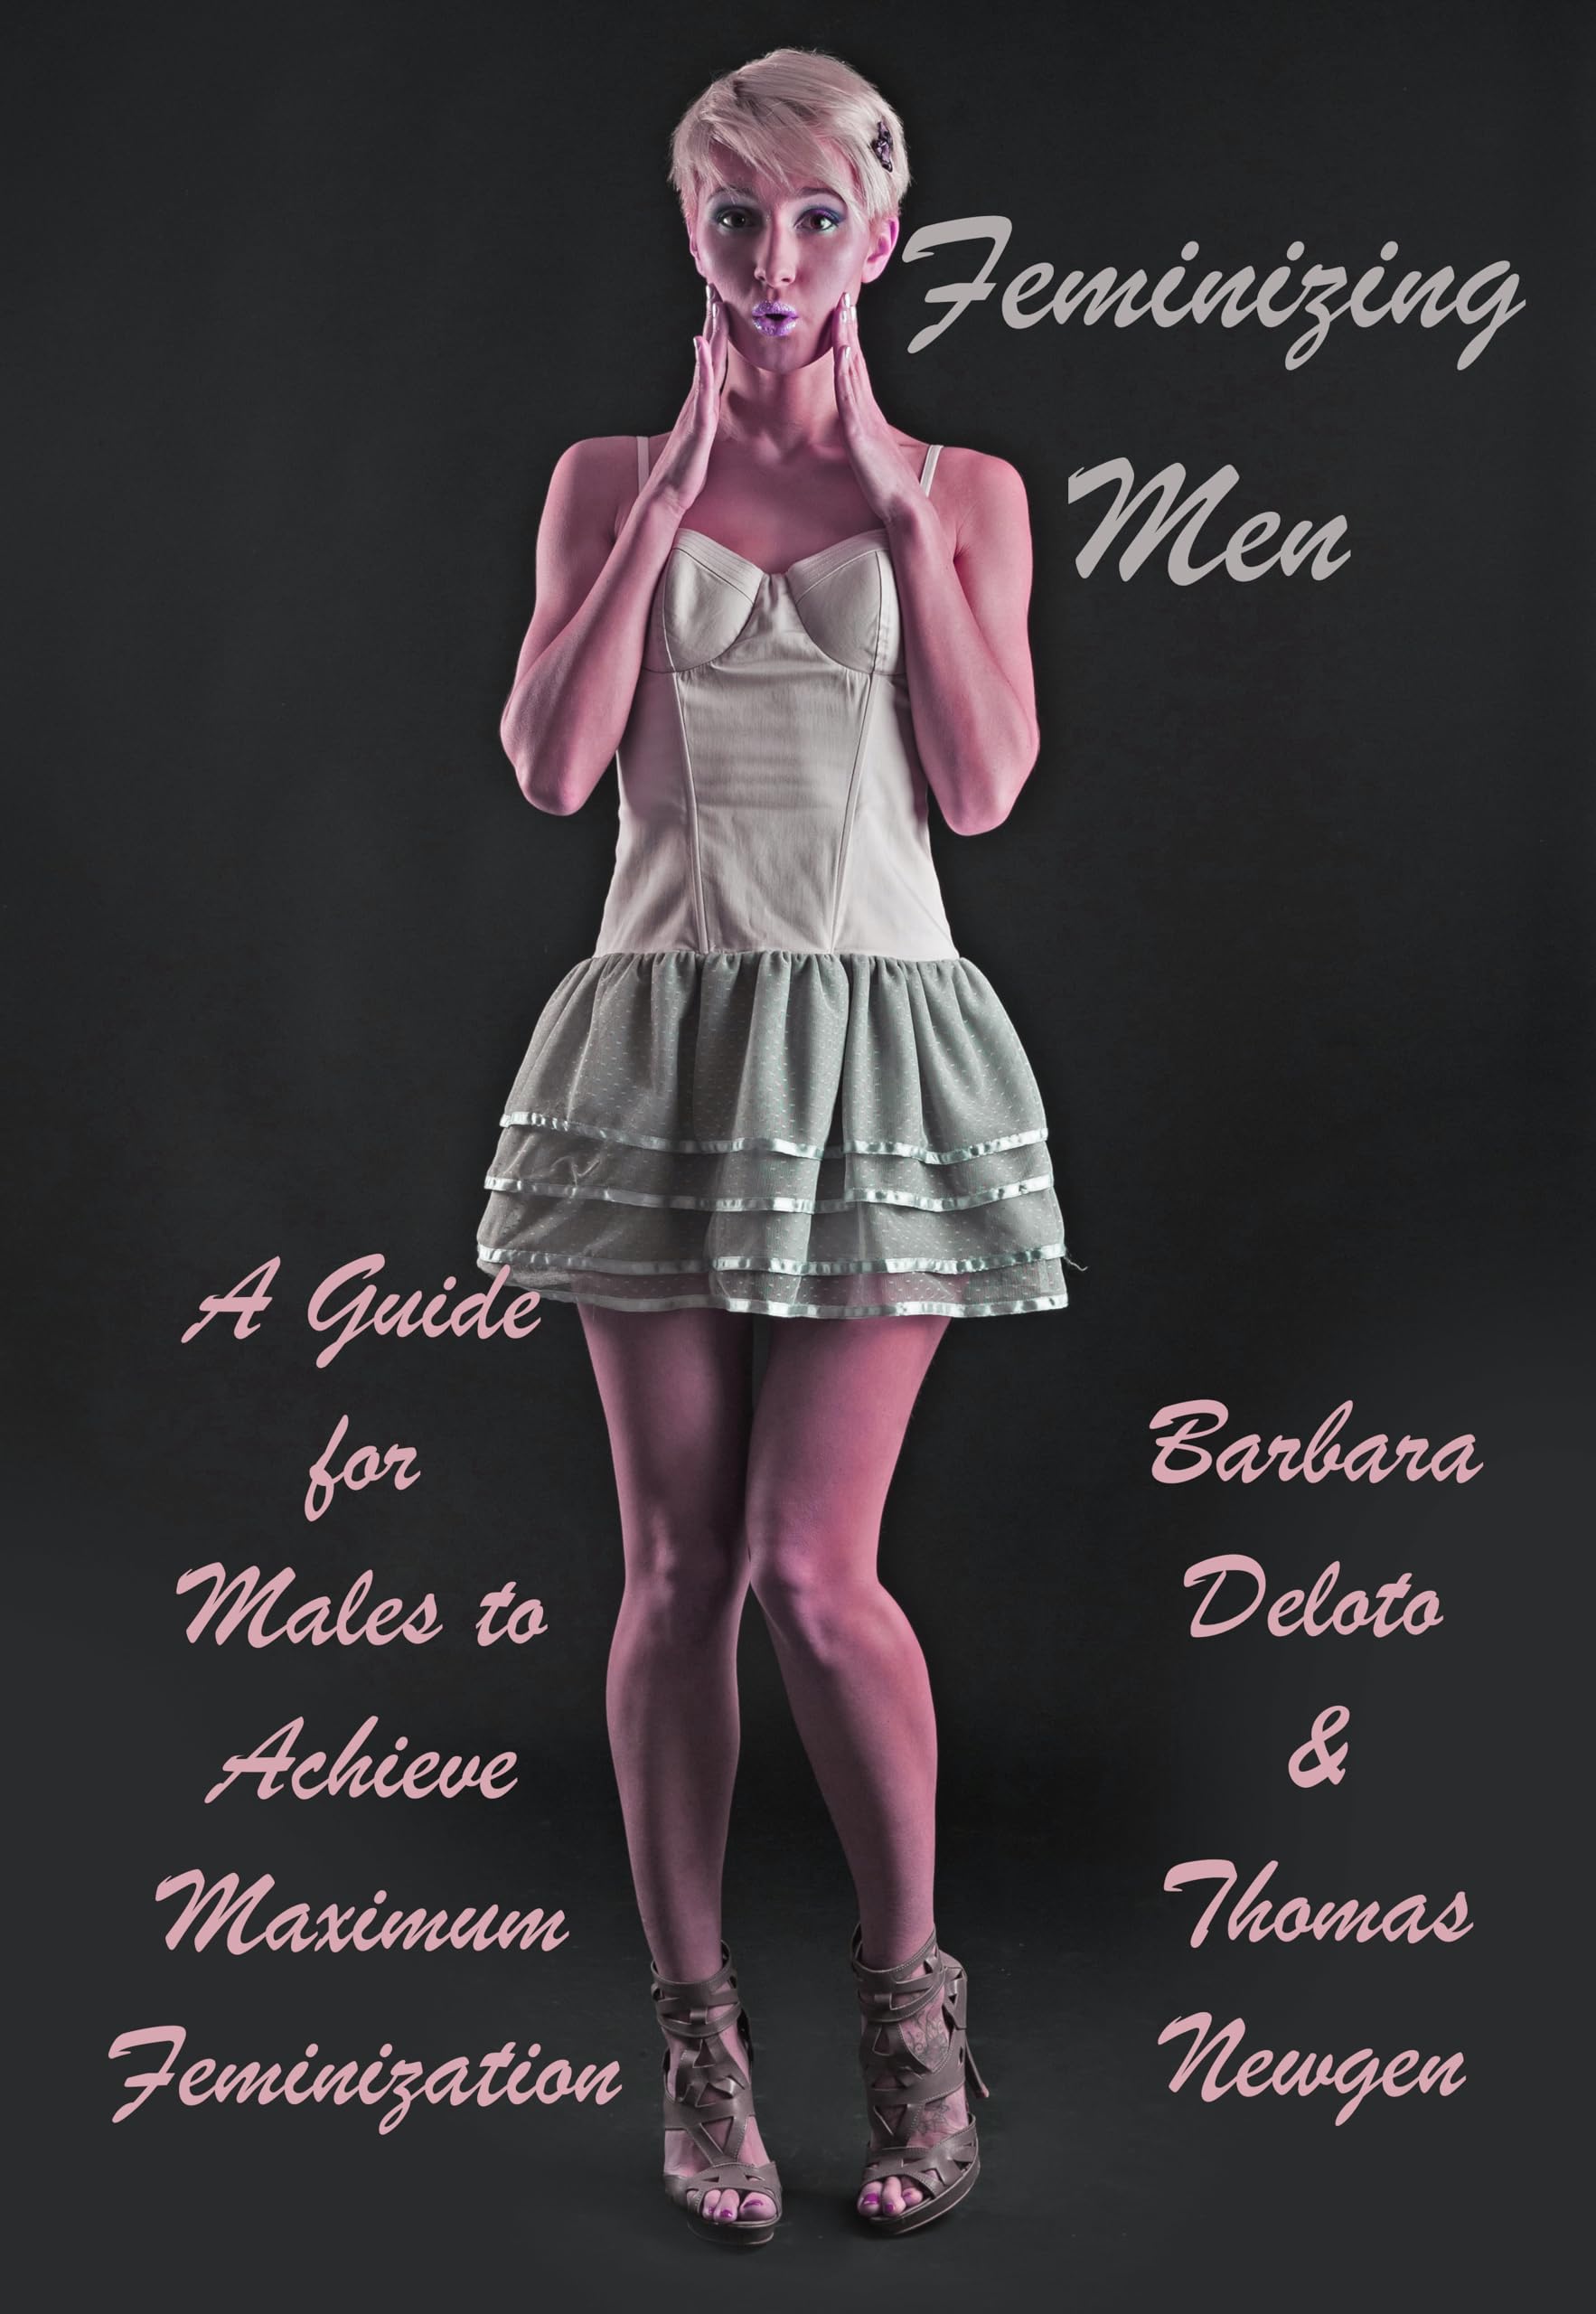 Feminizing
Men
A Guide
for
Males to
Achieve
Maximum
Feminization
Barbara
Deloto
&
Thomas
Newgen